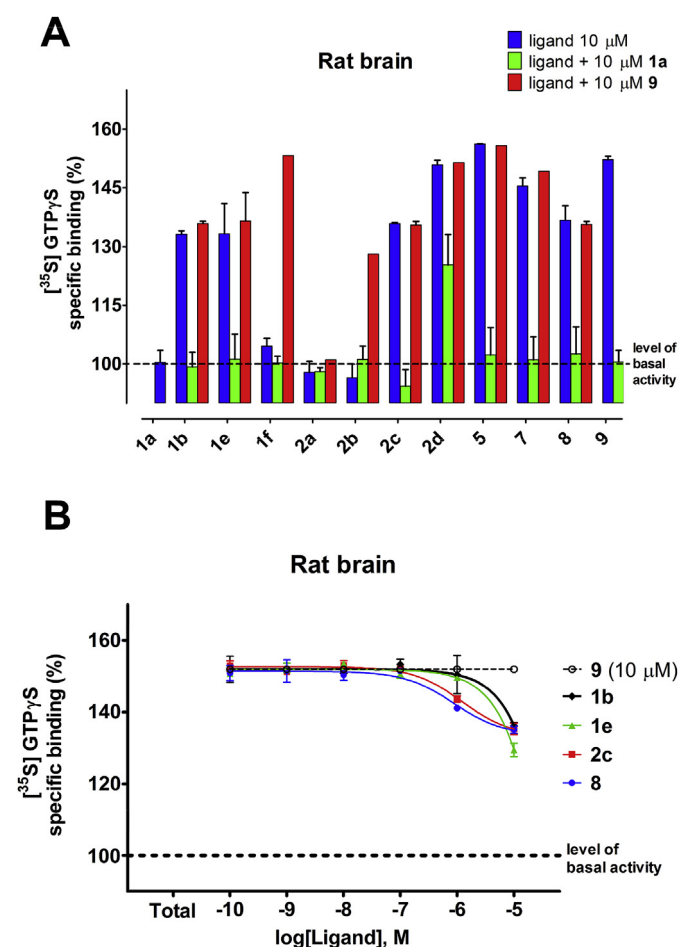 A
Rat brain
ligand 10 μM
ligand + 10 μM 1a
ligand + 10 μM 9
[³⁵S] GTPγS
specific binding (%)
160
145
130
115
100
level of
basal
activity
1a 1b 1e 1f 2a 2b 2c 2d 5 7 8 9
B
Rat brain
[³⁵S] GTPγS
specific binding (%)
160
140
120
100
9 (10 μM)
1b
1e
2c
8
level of
basal activity
Total -10 -9 -8 -7 -6 -5
log[Ligand], M